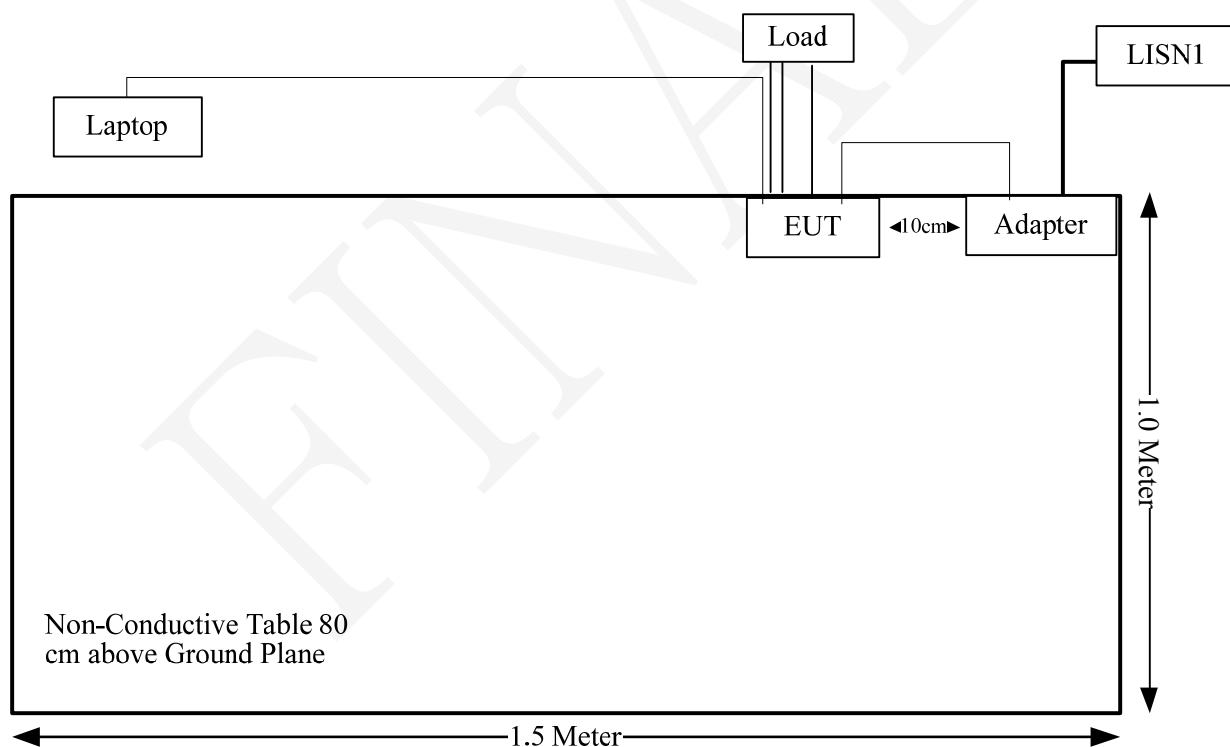 Load
LISN1
Laptop
EUT
10cm
Adapter
1.0 Meter
Non-Conductive Table 80
cm above Ground Plane
1.5 Meter
FINA